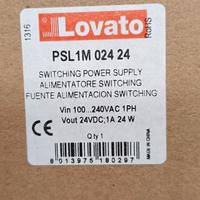 1316
Lovato
RoHS
PSL1M 024 24
SWITCHING POWER SUPPLY
ALIMENTATORE SWITCHING
FUENTE ALIMENTACION SWITCHING
Vin 100...240VAC 1PH
Vout 24VDC;1A 24 W
CE
Q.ty 1
MADE IN CHINA
8 013975 180297